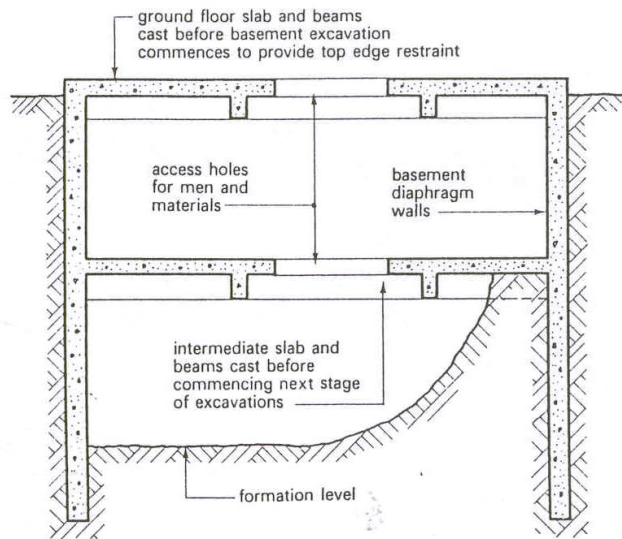 ground floor slab and beams
cast before basement excavation
commences to provide top edge restraint
access holes
for men and
materials
basement
diaphragm
walls
intermediate slab and
beams cast before
commencing next stage
of excavations
formation level